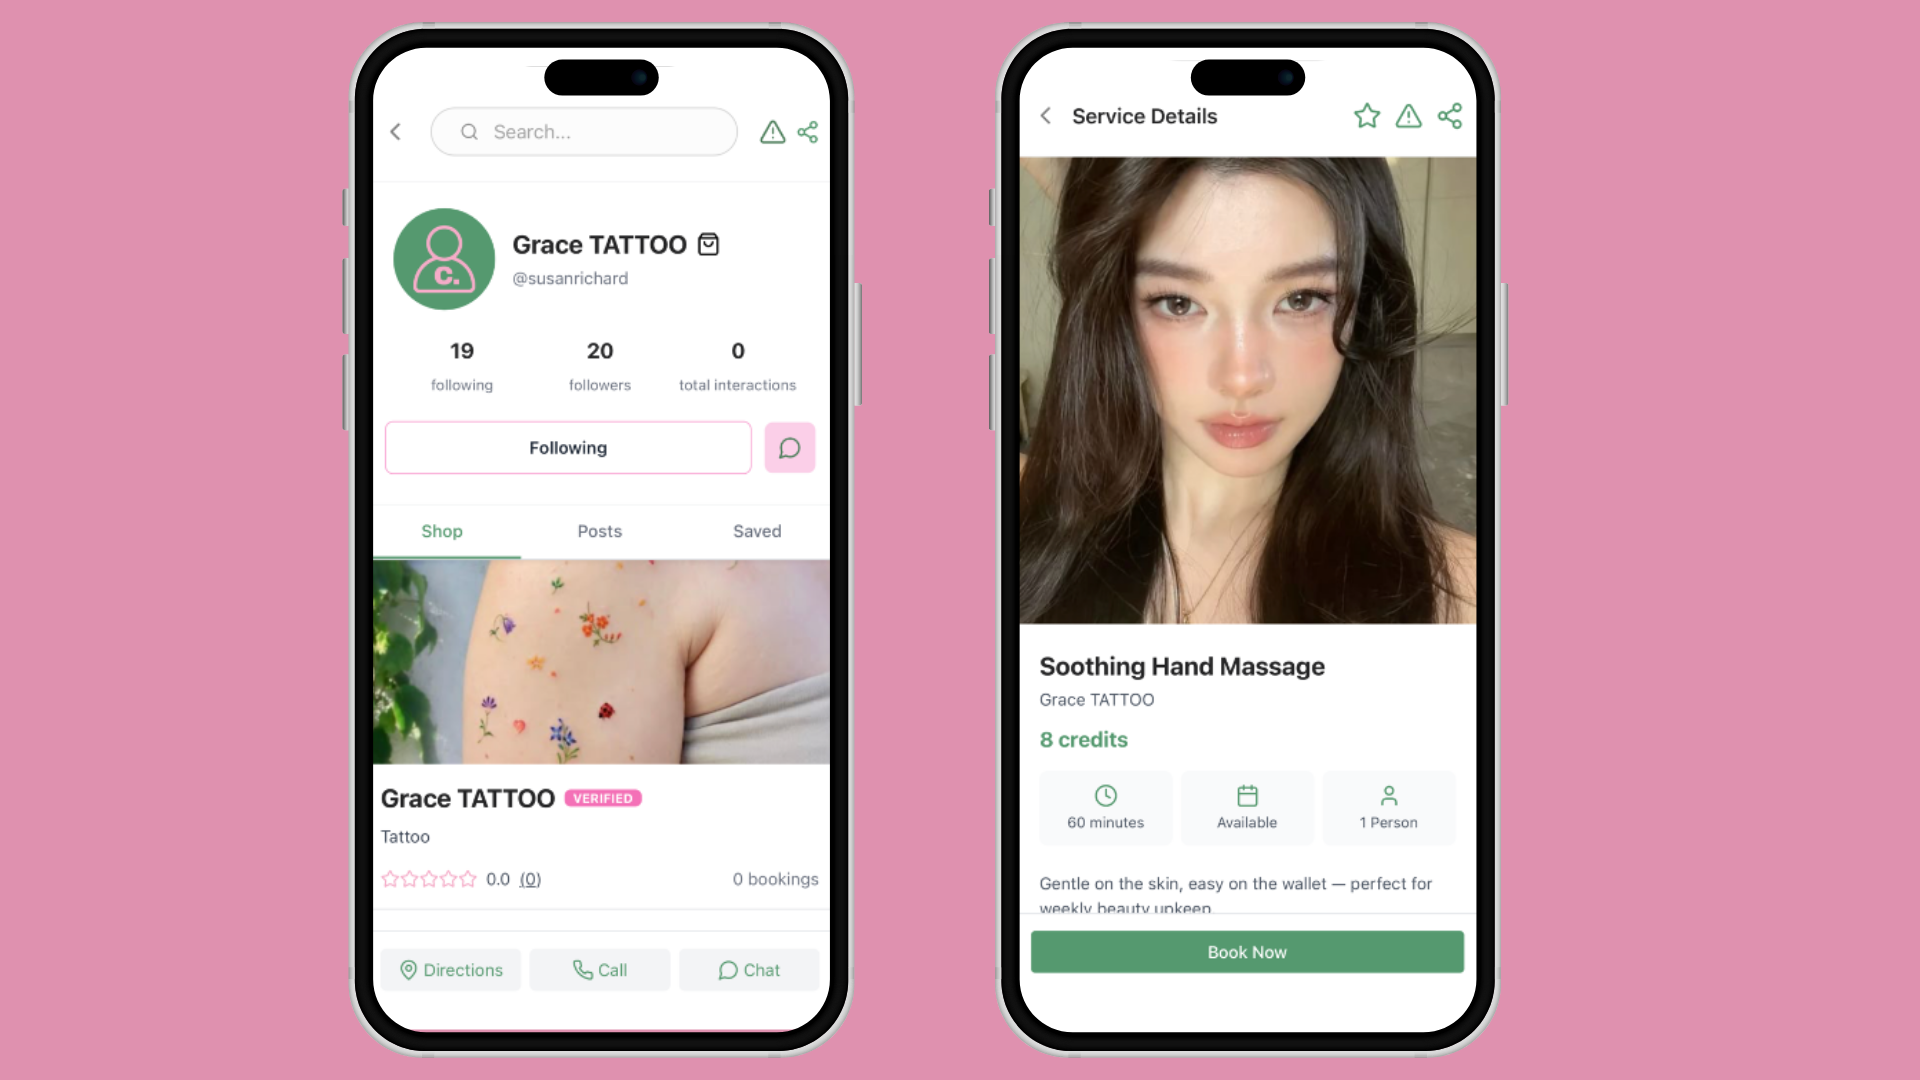 Search...
Grace TATTOO
@susanrichard
C.
19
following
20
followers
0
total interactions
Following
Shop
Posts
Saved
Grace TATTOO VERIFIED
Tattoo
0.0 (0)
0 bookings
Directions
Call
Chat
Service Details
Soothing Hand Massage
Grace TATTOO
8 credits
60 minutes
Available
1 Person
Gentle on the skin, easy on the wallet — perfect for
weekly beauty upkeep.
Book Now